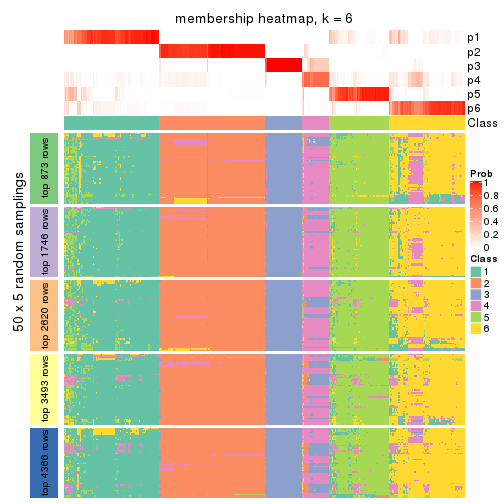 membership heatmap, k = 6
p1
p2
p3
p4
p5
p6
Class
50 x 5 random samplings
top 873 rows
top 1746 rows
top 2620 rows
top 3493 rows
top 4366 rows
Prob
1
0.8
0.6
0.4
0.2
0
Class
1
2
3
4
5
6